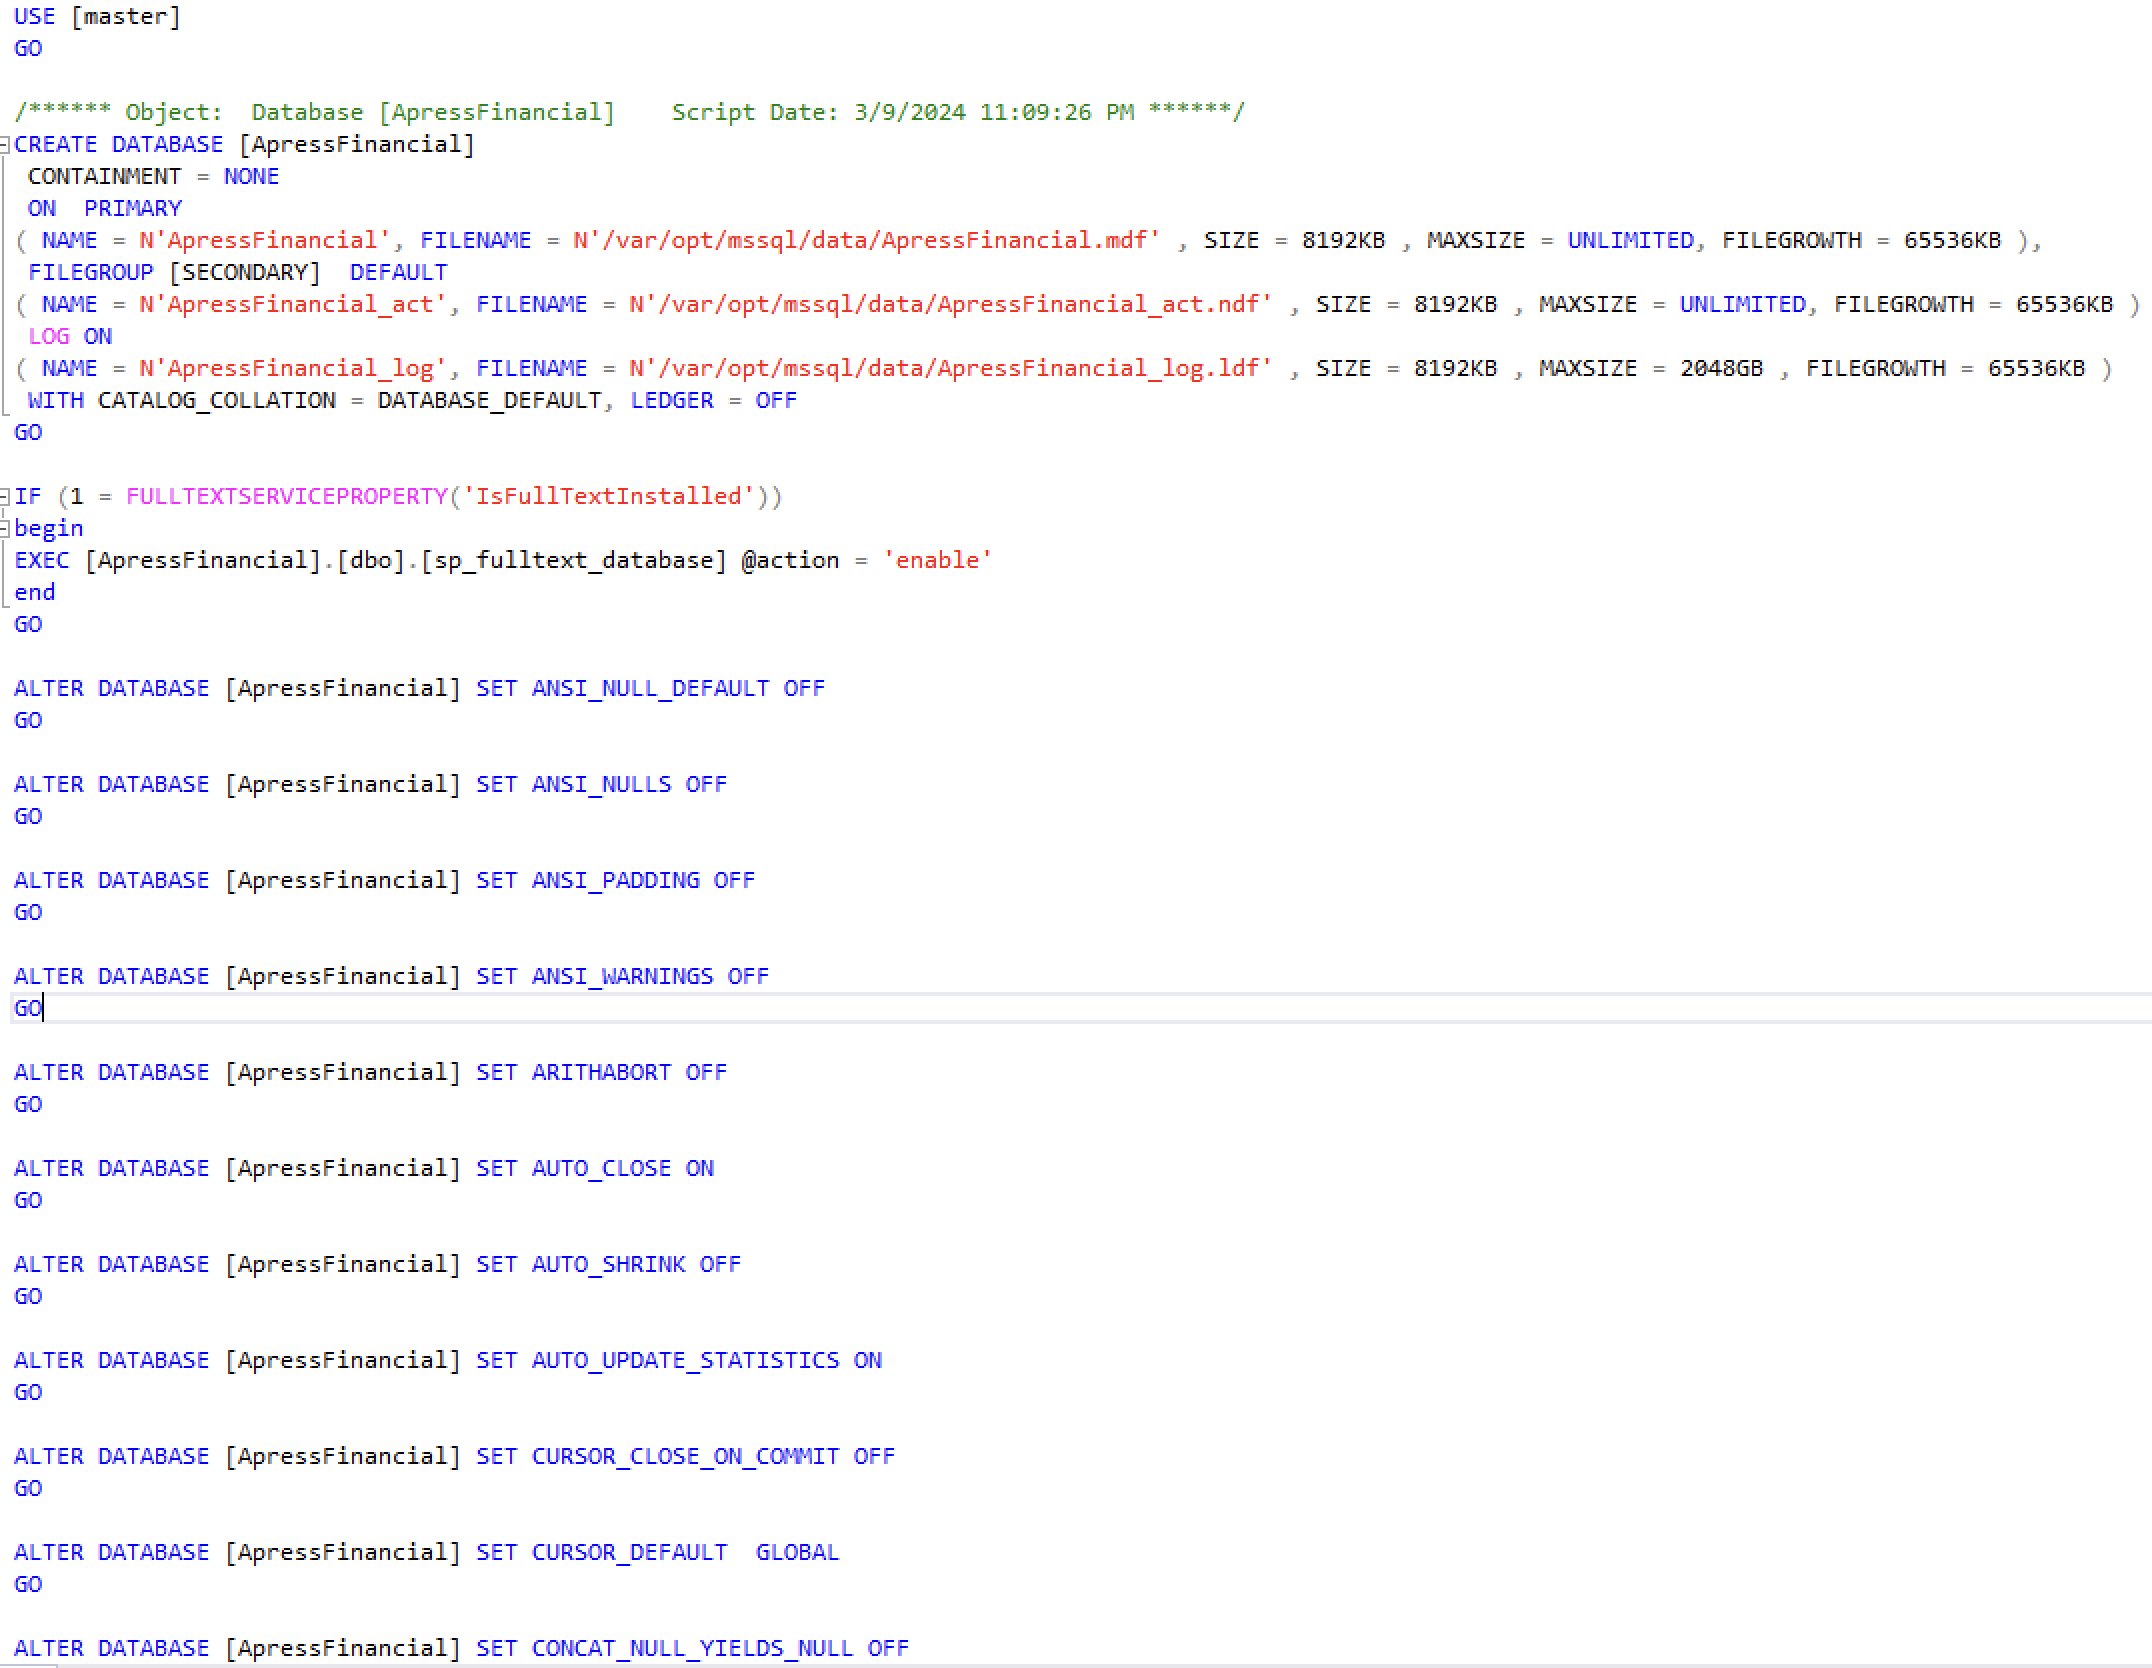 USE [master]
GO
/****** Object:  Database [ApressFinancial]    Script Date: 3/9/2024 11:09:26 PM ******/
CREATE DATABASE [ApressFinancial]
 CONTAINMENT = NONE
 ON  PRIMARY
( NAME = N'ApressFinancial', FILENAME = N'/var/opt/mssql/data/ApressFinancial.mdf' , SIZE = 8192KB , MAXSIZE = UNLIMITED, FILEGROWTH = 65536KB ),
 FILEGROUP [SECONDARY]  DEFAULT
( NAME = N'ApressFinancial_act', FILENAME = N'/var/opt/mssql/data/ApressFinancial_act.ndf' , SIZE = 8192KB , MAXSIZE = UNLIMITED, FILEGROWTH = 65536KB )
 LOG ON
( NAME = N'ApressFinancial_log', FILENAME = N'/var/opt/mssql/data/ApressFinancial_log.ldf' , SIZE = 8192KB , MAXSIZE = 2048GB , FILEGROWTH = 65536KB )
 WITH CATALOG_COLLATION = DATABASE_DEFAULT, LEDGER = OFF
GO
IF (1 = FULLTEXTSERVICEPROPERTY('IsFullTextInstalled'))
begin
EXEC [ApressFinancial].[dbo].[sp_fulltext_database] @action = 'enable'
end
GO
ALTER DATABASE [ApressFinancial] SET ANSI_NULL_DEFAULT OFF
GO
ALTER DATABASE [ApressFinancial] SET ANSI_NULLS OFF
GO
ALTER DATABASE [ApressFinancial] SET ANSI_PADDING OFF
GO
ALTER DATABASE [ApressFinancial] SET ANSI_WARNINGS OFF
GO
ALTER DATABASE [ApressFinancial] SET ARITHABORT OFF
GO
ALTER DATABASE [ApressFinancial] SET AUTO_CLOSE ON
GO
ALTER DATABASE [ApressFinancial] SET AUTO_SHRINK OFF
GO
ALTER DATABASE [ApressFinancial] SET AUTO_UPDATE_STATISTICS ON
GO
ALTER DATABASE [ApressFinancial] SET CURSOR_CLOSE_ON_COMMIT OFF
GO
ALTER DATABASE [ApressFinancial] SET CURSOR_DEFAULT  GLOBAL
GO
ALTER DATABASE [ApressFinancial] SET CONCAT_NULL_YIELDS_NULL OFF